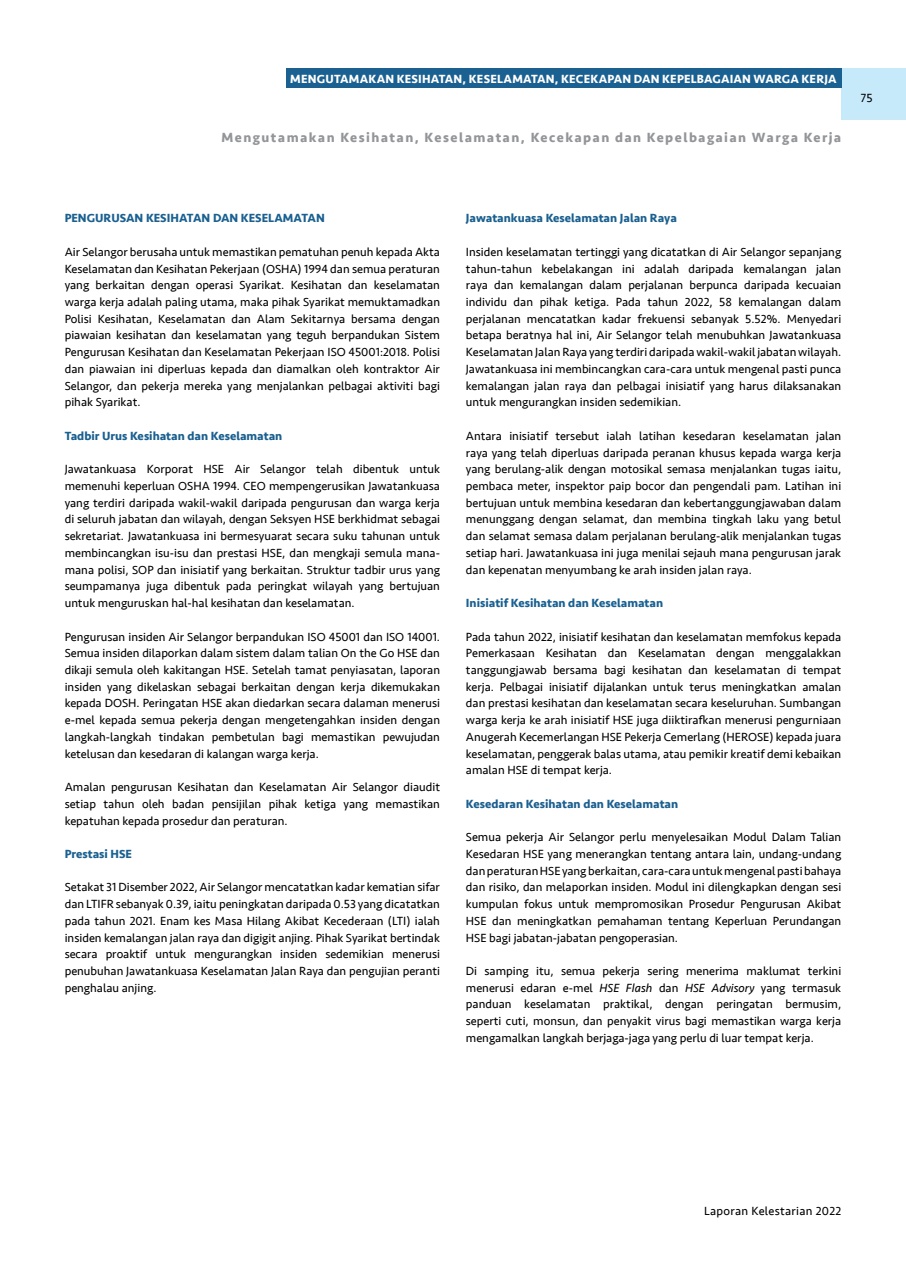 MENGUTAMAKAN KESIHATAN, KESELAMATAN, KECEKAPAN DAN KEPELBAGAIAN WARGA KERJA
75
Mengutamakan Kesihatan, Keselamatan, Kecekapan dan Kepelbagaian Warga Kerja
PENGURUSAN KESIHATAN DAN KESELAMATAN
Air Selangor berusaha untuk memastikan pematuhan penuh kepada Akta
Keselamatan dan Kesihatan Pekerjaan (OSHA) 1994 dan semua peraturan
yang berkaitan dengan operasi Syarikat. Kesihatan dan keselamatan
warga kerja adalah paling utama, maka pihak Syarikat memuktamadkan
Polisi Kesihatan, Keselamatan dan Alam Sekitarnya bersama dengan
piawaian kesihatan dan keselamatan yang teguh berpandukan Sistem
Pengurusan Kesihatan dan Keselamatan Pekerjaan ISO 45001:2018. Polisi
dan piawaian ini diperluas kepada dan diamalkan oleh kontraktor Air
Selangor, dan pekerja mereka yang menjalankan pelbagai aktiviti bagi
pihak Syarikat.
Tadbir Urus Kesihatan dan Keselamatan
Jawatankuasa Korporat HSE Air Selangor telah dibentuk untuk
memenuhi keperluan OSHA 1994. CEO mempengerusikan Jawatankuasa
yang terdiri daripada wakil-wakil daripada pengurusan dan warga kerja
di seluruh jabatan dan wilayah, dengan Seksyen HSE berkhidmat sebagai
sekretariat. Jawatankuasa ini bermesyuarat secara suku tahunan untuk
membincangkan isu-isu dan prestasi HSE, dan mengkaji semula mana-
mana polisi, SOP dan inisiatif yang berkaitan. Struktur tadbir urus yang
seumpamanya juga dibentuk pada peringkat wilayah yang bertujuan
untuk menguruskan hal-hal kesihatan dan keselamatan.
Pengurusan insiden Air Selangor berpandukan ISO 45001 dan ISO 14001.
Semua insiden dilaporkan dalam sistem dalam talian On the Go HSE dan
dikaji semula oleh kakitangan HSE. Setelah tamat penyiasatan, laporan
insiden yang dikelaskan sebagai berkaitan dengan kerja dikemukakan
kepada DOSH. Peringatan HSE akan diedarkan secara dalaman menerusi
e-mel kepada semua pekerja dengan mengetengahkan insiden dengan
langkah-langkah tindakan pembetulan bagi memastikan pewujudan
ketelusan dan kesedaran di kalangan warga kerja.
Amalan pengurusan Kesihatan dan Keselamatan Air Selangor diaudit
setiap tahun oleh badan pensijilan pihak ketiga yang memastikan
kepatuhan kepada prosedur dan peraturan.
Prestasi HSE
Setakat 31 Disember 2022, Air Selangor mencatatkan kadar kematian sifar
dan LTIFR sebanyak 0.39, iaitu peningkatan daripada 0.53 yang dicatatkan
pada tahun 2021. Enam kes Masa Hilang Akibat Kecederaan (LTI) ialah
insiden kemalangan jalan raya dan digigit anjing. Pihak Syarikat bertindak
secara proaktif untuk mengurangkan insiden sedemikian menerusi
penubuhan Jawatankuasa Keselamatan Jalan Raya dan pengujian peranti
penghalau anjing.
Jawatankuasa Keselamatan Jalan Raya
Insiden keselamatan tertinggi yang dicatatkan di Air Selangor sepanjang
tahun-tahun kebelakangan ini adalah daripada kemalangan jalan
raya dan kemalangan dalam perjalanan berpunca daripada kecuaian
individu dan pihak ketiga. Pada tahun 2022, 58 kemalangan dalam
perjalanan mencatatkan kadar frekuensi sebanyak 5.52%. Menyedari
betapa beratnya hal ini, Air Selangor telah menubuhkan Jawatankuasa
Keselamatan Jalan Raya yang terdiri daripada wakil-wakil jabatan wilayah.
Jawatankuasa ini membincangkan cara-cara untuk mengenal pasti punca
kemalangan jalan raya dan pelbagai inisiatif yang harus dilaksanakan
untuk mengurangkan insiden sedemikian.
Antara inisiatif tersebut ialah latihan kesedaran keselamatan jalan
raya yang telah diperluas daripada peranan khusus kepada warga kerja
yang berulang-alik dengan motosikal semasa menjalankan tugas iaitu,
pembaca meter, inspektor paip bocor dan pengendali pam. Latihan ini
bertujuan untuk membina kesedaran dan kebertanggungjawaban dalam
menunggang dengan selamat, dan membina tingkah laku yang betul
dan selamat semasa dalam perjalanan berulang-alik menjalankan tugas
setiap hari. Jawatankuasa ini juga menilai sejauh mana pengurusan jarak
dan kepenatan menyumbang ke arah insiden jalan raya.
Inisiatif Kesihatan dan Keselamatan
Pada tahun 2022, inisiatif kesihatan dan keselamatan memfokus kepada
Pemerkasaan Kesihatan dan Keselamatan dengan menggalakkan
tanggungjawab bersama bagi kesihatan dan keselamatan di tempat
kerja. Pelbagai inisiatif dijalankan untuk terus meningkatkan amalan
dan prestasi kesihatan dan keselamatan secara keseluruhan. Sumbangan
warga kerja ke arah inisiatif HSE juga diiktirafkan menerusi pengurniaan
Anugerah Kecemerlangan HSE Pekerja Cemerlang (HEROSE) kepada juara
keselamatan, penggerak balas utama, atau pemikir kreatif demi kebaikan
amalan HSE di tempat kerja.
Kesedaran Kesihatan dan Keselamatan
Semua pekerja Air Selangor perlu menyelesaikan Modul Dalam Talian
Kesedaran HSE yang menerangkan tentang antara lain, undang-undang
dan peraturan HSE yang berkaitan, cara-cara untuk mengenal pasti bahaya
dan risiko, dan melaporkan insiden. Modul ini dilengkapkan dengan sesi
kumpulan fokus untuk mempromosikan Prosedur Pengurusan Akibat
HSE dan meningkatkan pemahaman tentang Keperluan Perundangan
HSE bagi jabatan-jabatan pengoperasian.
Di samping itu, semua pekerja sering menerima maklumat terkini
menerusi edaran e-mel HSE Flash dan HSE Advisory yang termasuk
panduan keselamatan praktikal, dengan peringatan bermusim,
seperti cuti, monsun, dan penyakit virus bagi memastikan warga kerja
mengamalkan langkah berjaga-jaga yang perlu di luar tempat kerja.
Laporan Kelestarian 2022